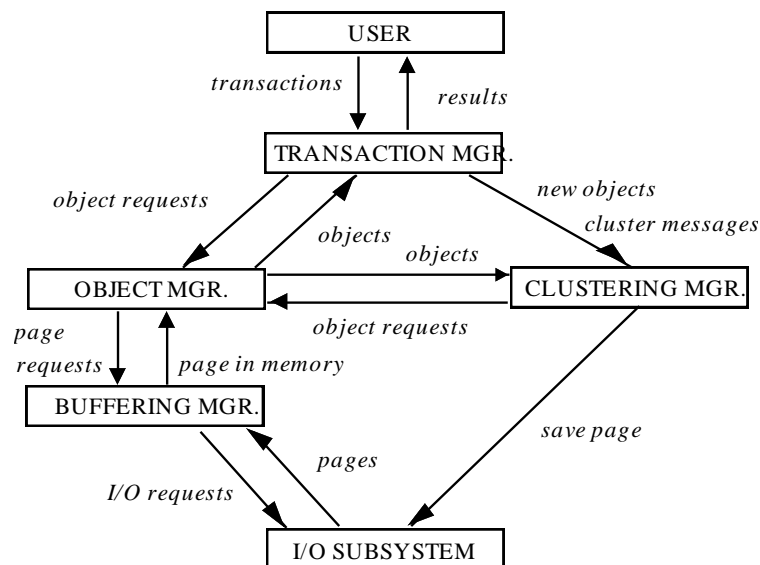 USER
transactions
results
TRANSACTION MGR.
object requests
new objects
cluster messages
objects
objects
OBJECT MGR.
CLUSTERING MGR.
object requests
page
requests
page in memory
BUFFERING MGR.
save page
pages
I/O requests
I/O SUBSYSTEM